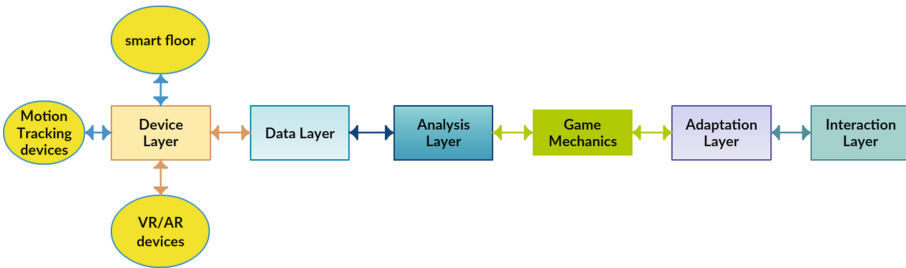 smart floor
Motion
Tracking
devices
Device
Layer
Data Layer
Analysis
Layer
Game
Mechanics
Adaptation
Layer
Interaction
Layer
VR/AR
devices